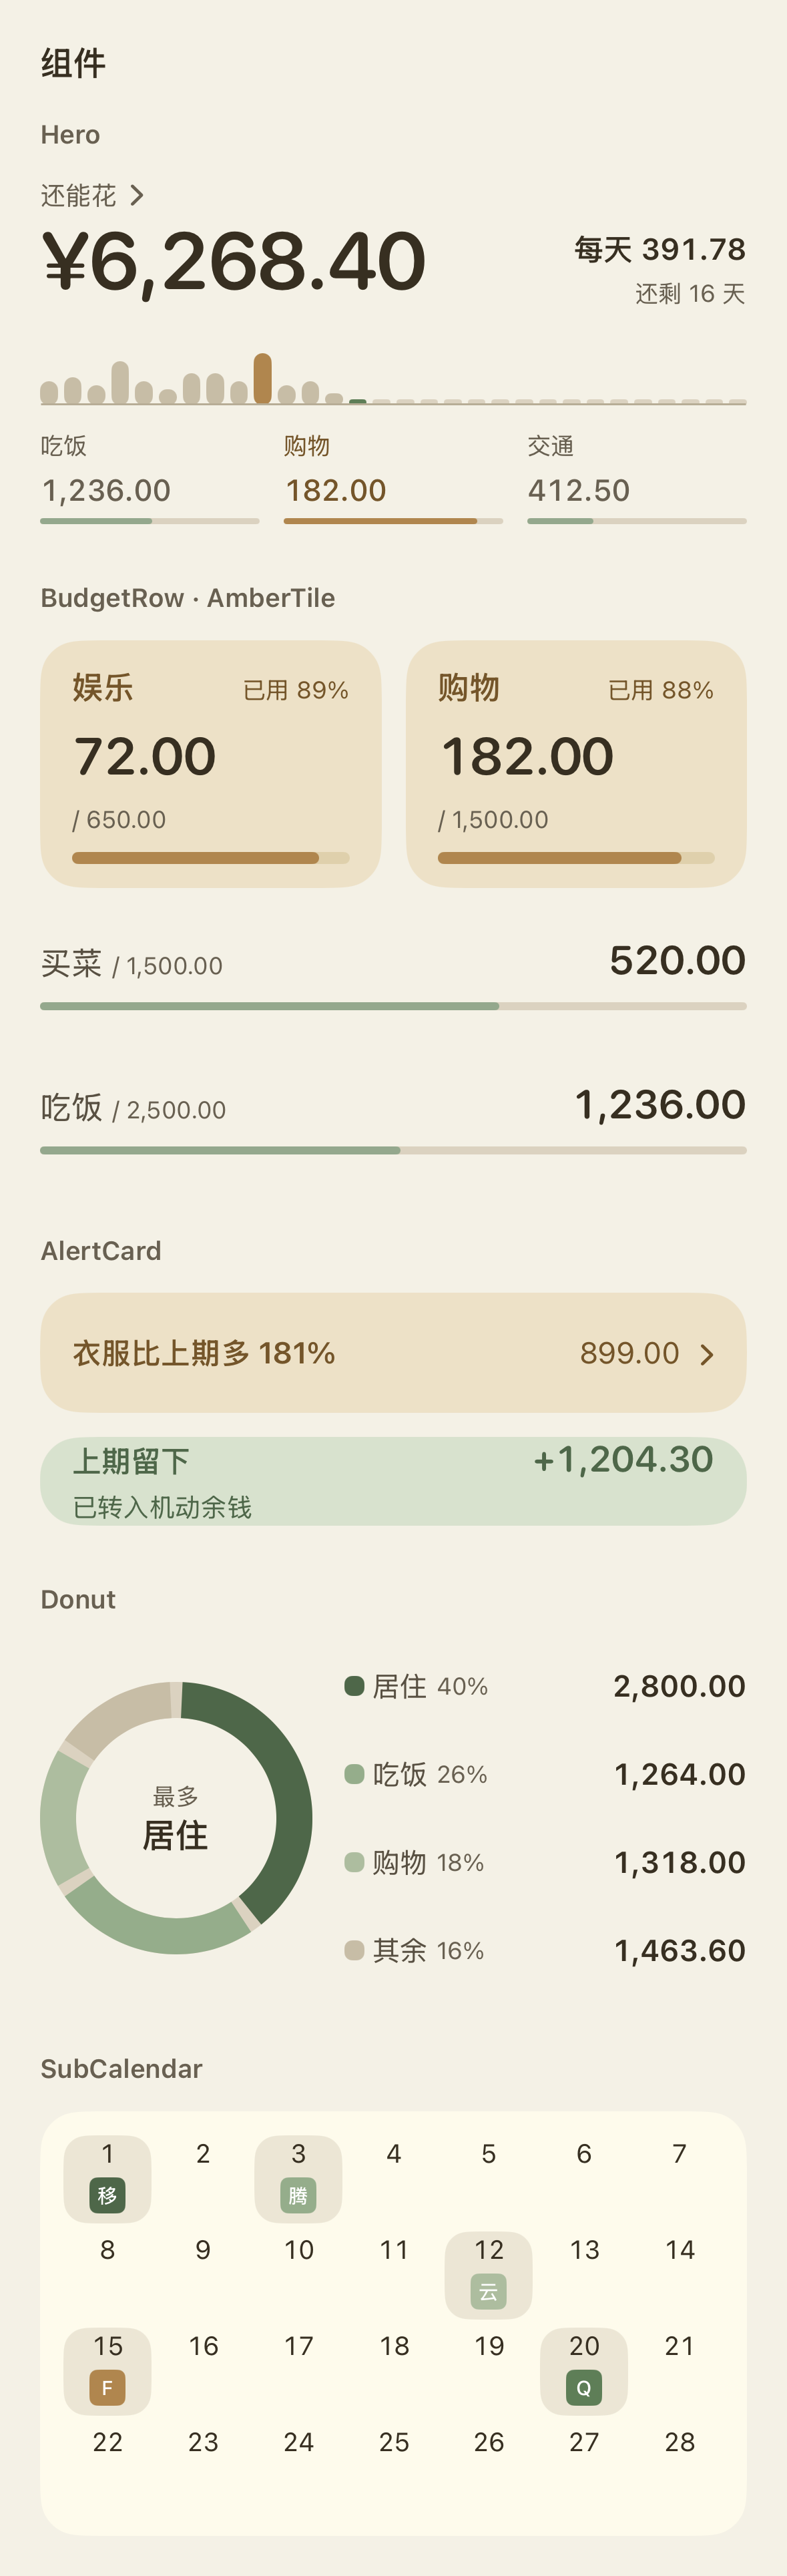 组件
Hero
还能花
¥6,268.40
每天 391.78
还剩 16 天
吃饭 购物 交通
1,236.00 182.00 412.50
BudgetRow · AmberTile
娱乐 已用 89%
72.00
/ 650.00
购物 已用 88%
182.00
/ 1,500.00
买菜 / 1,500.00 520.00
吃饭 / 2,500.00 1,236.00
AlertCard
衣服比上期多 181% 899.00
上期留下 +1,204.30
已转入机动余钱
Donut
最多
居住
居住 40% 2,800.00
吃饭 26% 1,264.00
购物 18% 1,318.00
其余 16% 1,463.60
SubCalendar
1 2 3 4 5 6 7
移 腾
8 9 10 11 12 13 14
云
15 16 17 18 19 20 21
F Q
22 23 24 25 26 27 28